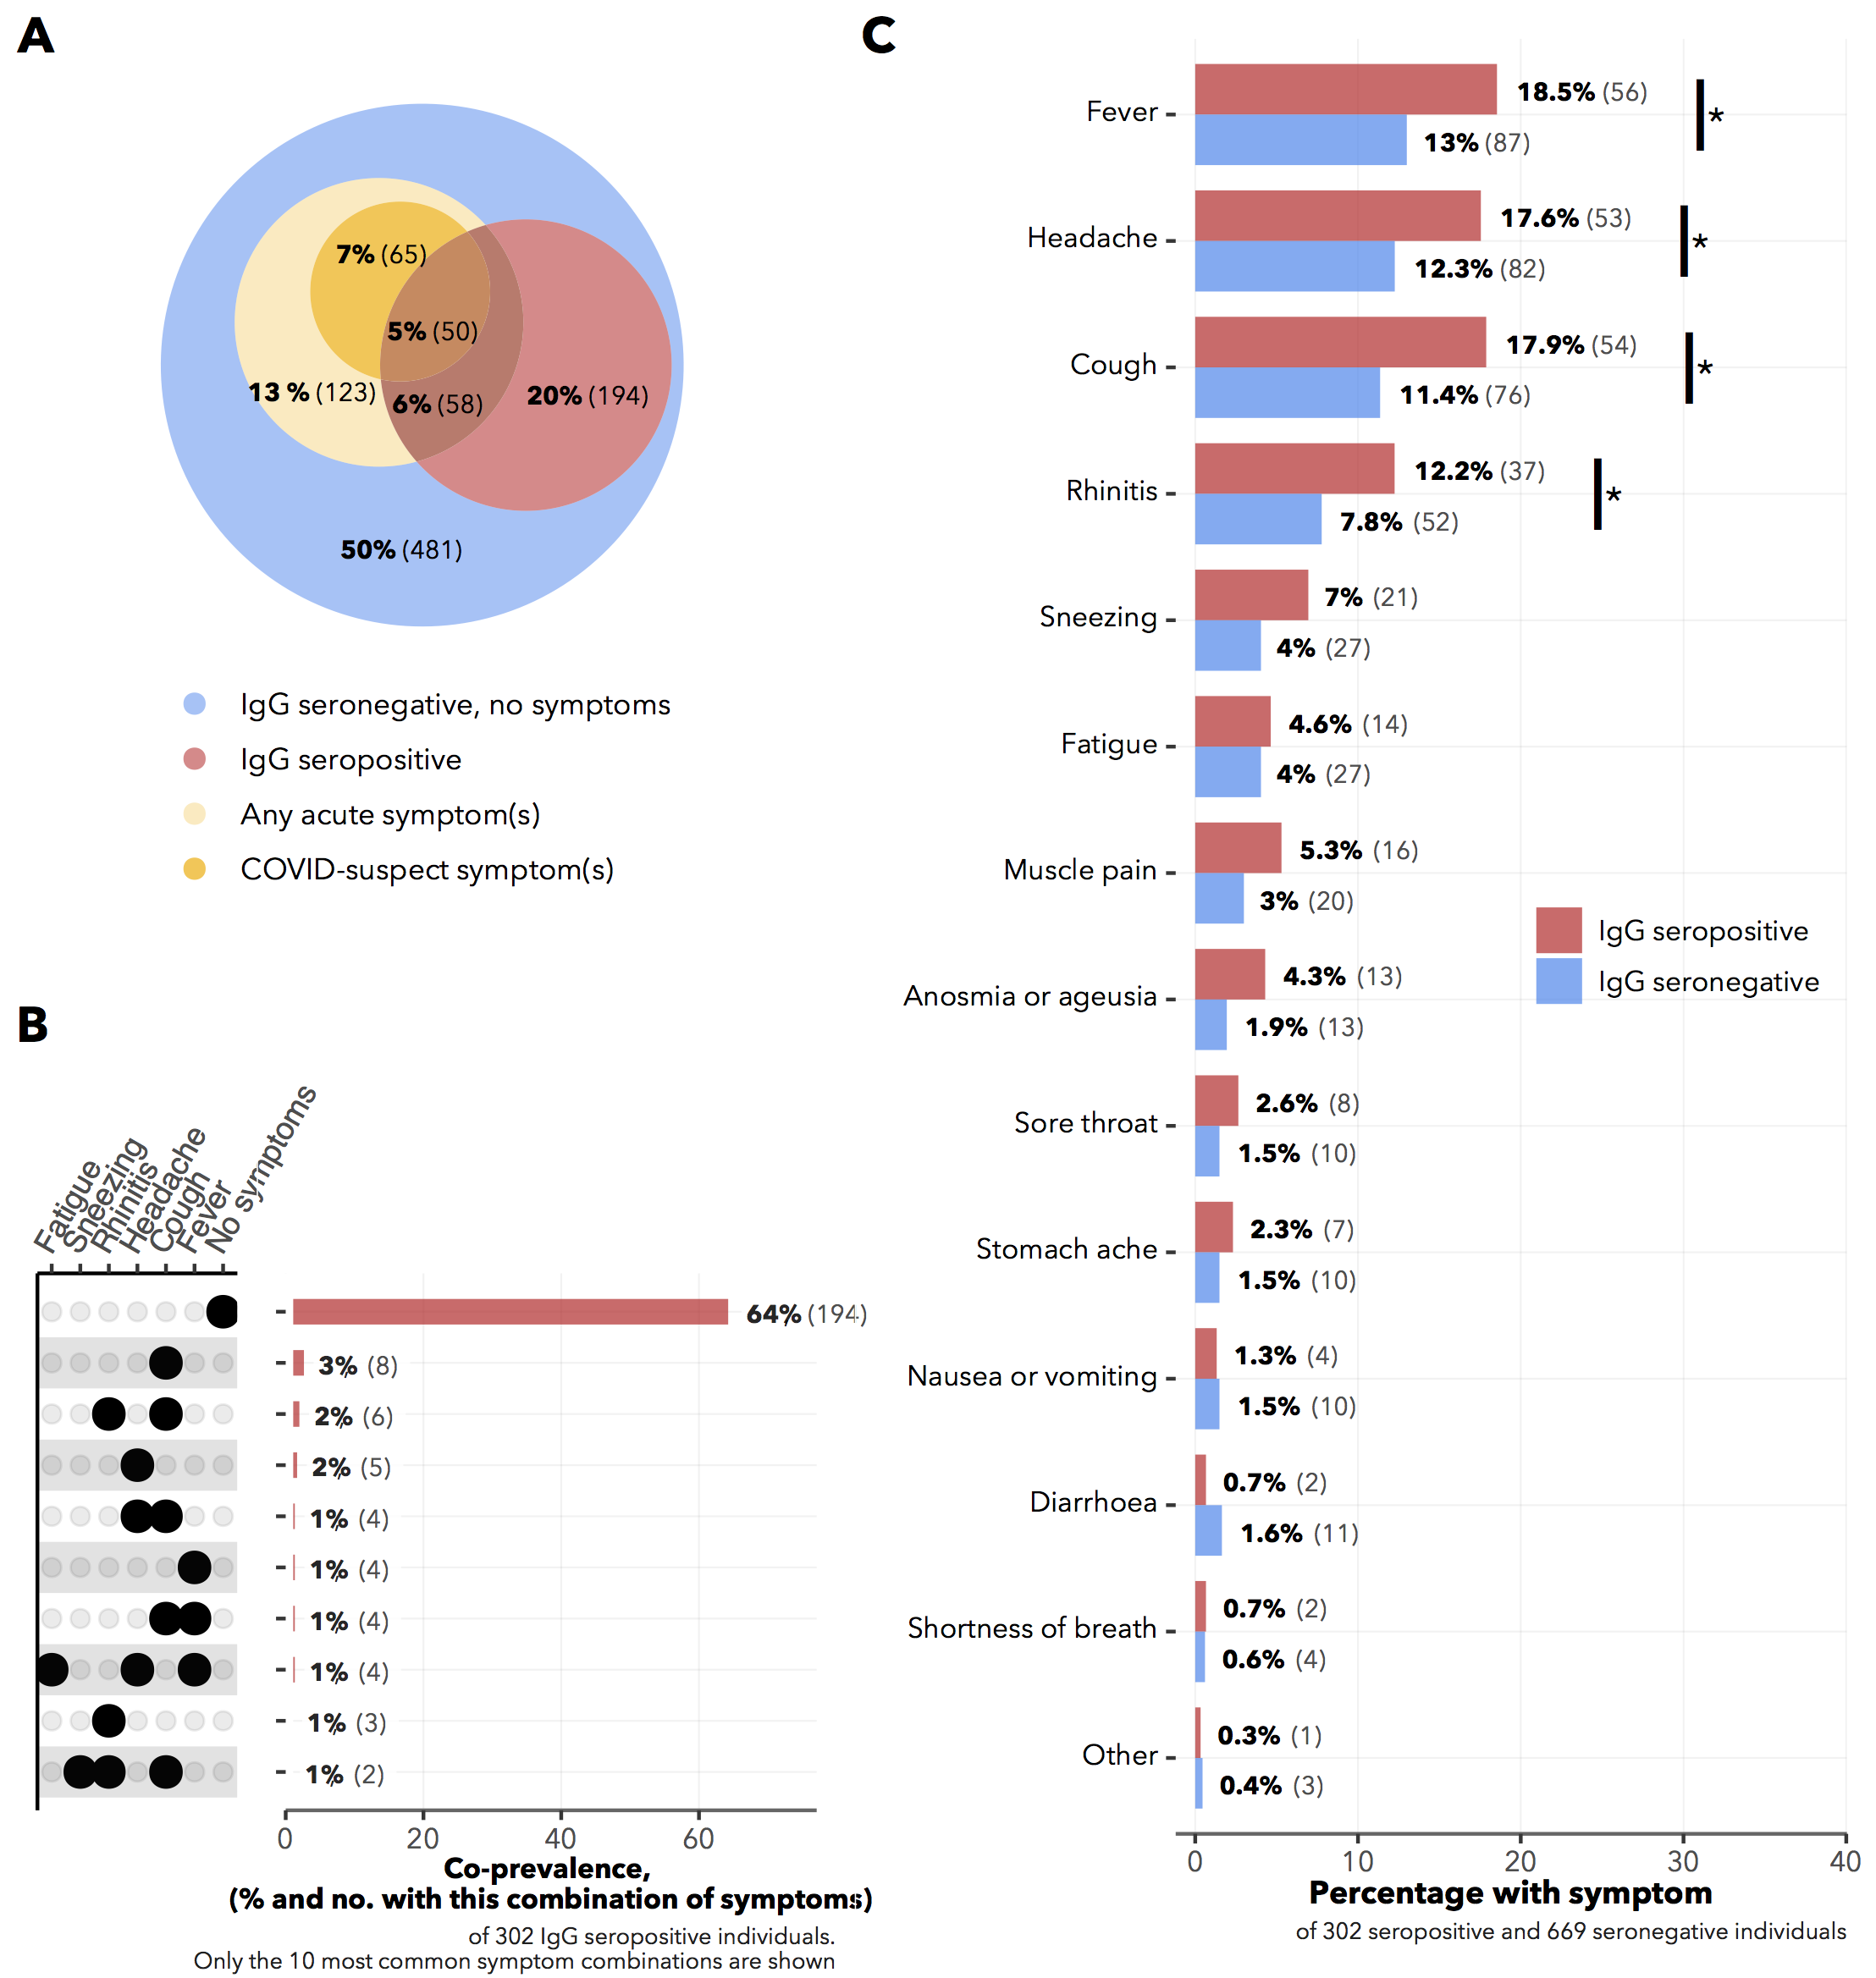 A
7% (65)
5% (50)
13 % (123)
6% (58)
20% (194)
50% (481)
IgG seronegative, no symptoms
IgG seropositive
Any acute symptom(s)
COVID-suspect symptom(s)
B
Fatigue
Sneezing
Rhinitis
Headache
Cough
Fever
No symptoms
64% (194)
3% (8)
2% (6)
2% (5)
1% (4)
1% (4)
1% (4)
1% (4)
1% (3)
1% (2)
0 20 40 60
Co-prevalence,
(% and no. with this combination of symptoms)
of 302 IgG seropositive individuals.
Only the 10 most common symptom combinations are shown
C
Fever
18.5% (56)
13% (87)
*
Headache
17.6% (53)
12.3% (82)
*
Cough
17.9% (54)
11.4% (76)
*
Rhinitis
12.2% (37)
7.8% (52)
*
Sneezing
7% (21)
4% (27)
Fatigue
4.6% (14)
4% (27)
Muscle pain
5.3% (16)
3% (20)
IgG seropositive
IgG seronegative
Anosmia or ageusia
4.3% (13)
1.9% (13)
Sore throat
2.6% (8)
1.5% (10)
Stomach ache
2.3% (7)
1.5% (10)
Nausea or vomiting
1.3% (4)
1.5% (10)
Diarrhoea
0.7% (2)
1.6% (11)
Shortness of breath
0.7% (2)
0.6% (4)
Other
0.3% (1)
0.4% (3)
0 10 20 30 40
Percentage with symptom
of 302 seropositive and 669 seronegative individuals